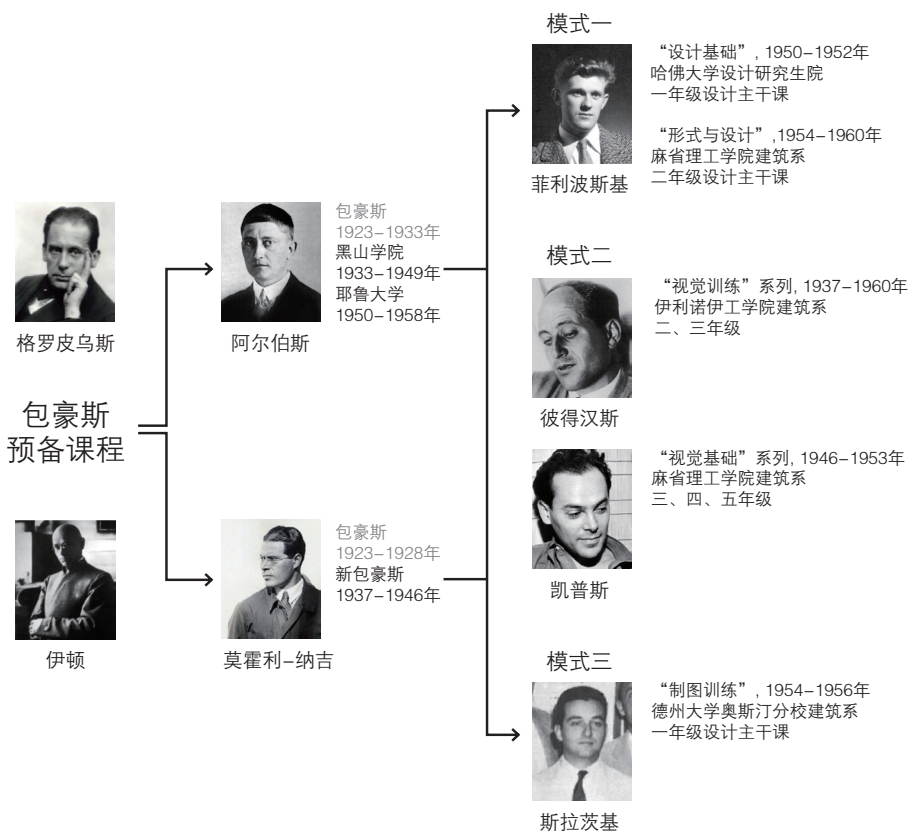 格罗皮乌斯
包豪斯
预备课程
伊顿
包豪斯
1923-1933年
黑山学院
1933-1949年
耶鲁大学
1950-1958年
阿尔伯斯
包豪斯
1923-1928年
新包豪斯
1937-1946年
莫霍利-纳吉
模式一
“设计基础”, 1950-1952年
哈佛大学设计研究生院
一年级设计主干课
“形式与设计”,1954-1960年
麻省理工学院建筑系
二年级设计主干课
菲利波斯基
模式二
“视觉训练”系列, 1937-1960年
伊利诺伊工学院建筑系
二、三年级
彼得汉斯
“视觉基础”系列, 1946-1953年
麻省理工学院建筑系
三、四、五年级
凯普斯
模式三
“制图训练”, 1954-1956年
德州大学奥斯汀分校建筑系
一年级设计主干课
斯拉茨基